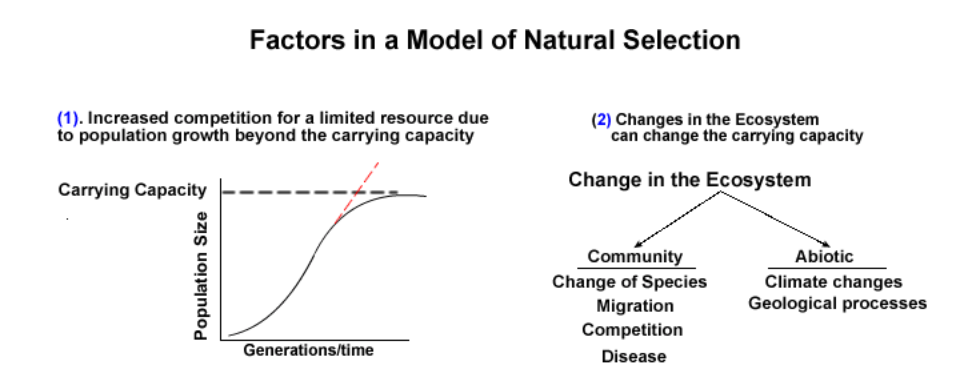 Factors in a Model of Natural Selection
(1). Increased competition for a limited resource due
to population growth beyond the carrying capacity
Carrying Capacity
Population Size
Generations/time
(2) Changes in the Ecosystem
can change the carrying capacity
Change in the Ecosystem
Community
Change of Species
Migration
Competition
Disease
Abiotic
Climate changes
Geological processes